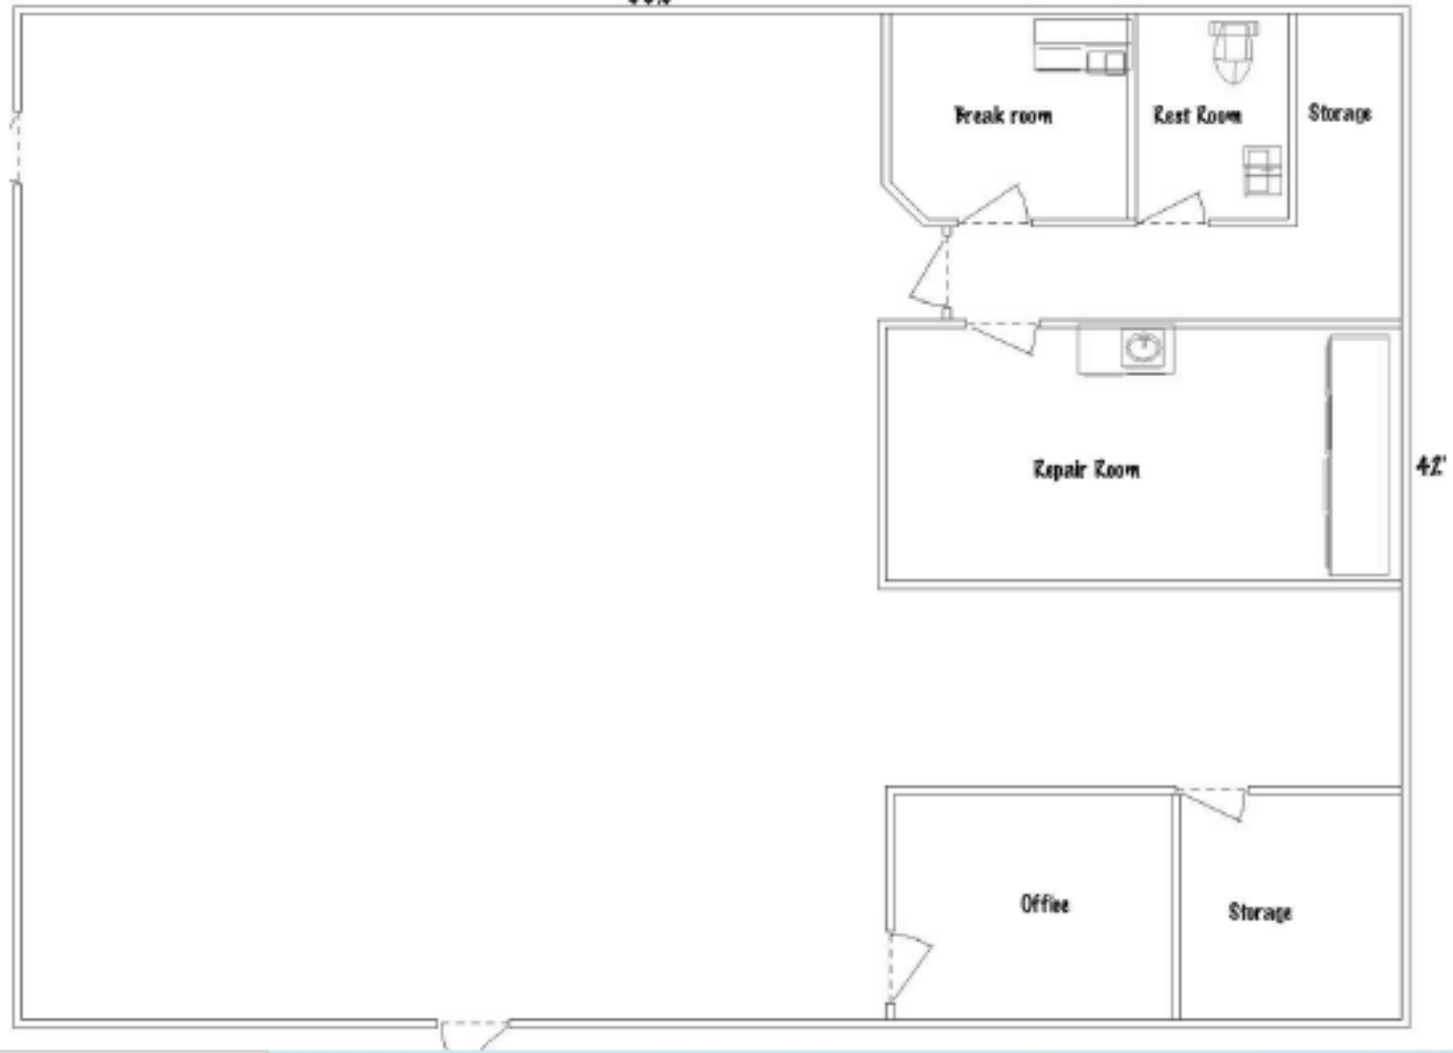 Break room
Rest Room
Storage
Repair Room
42'
Office
Storage